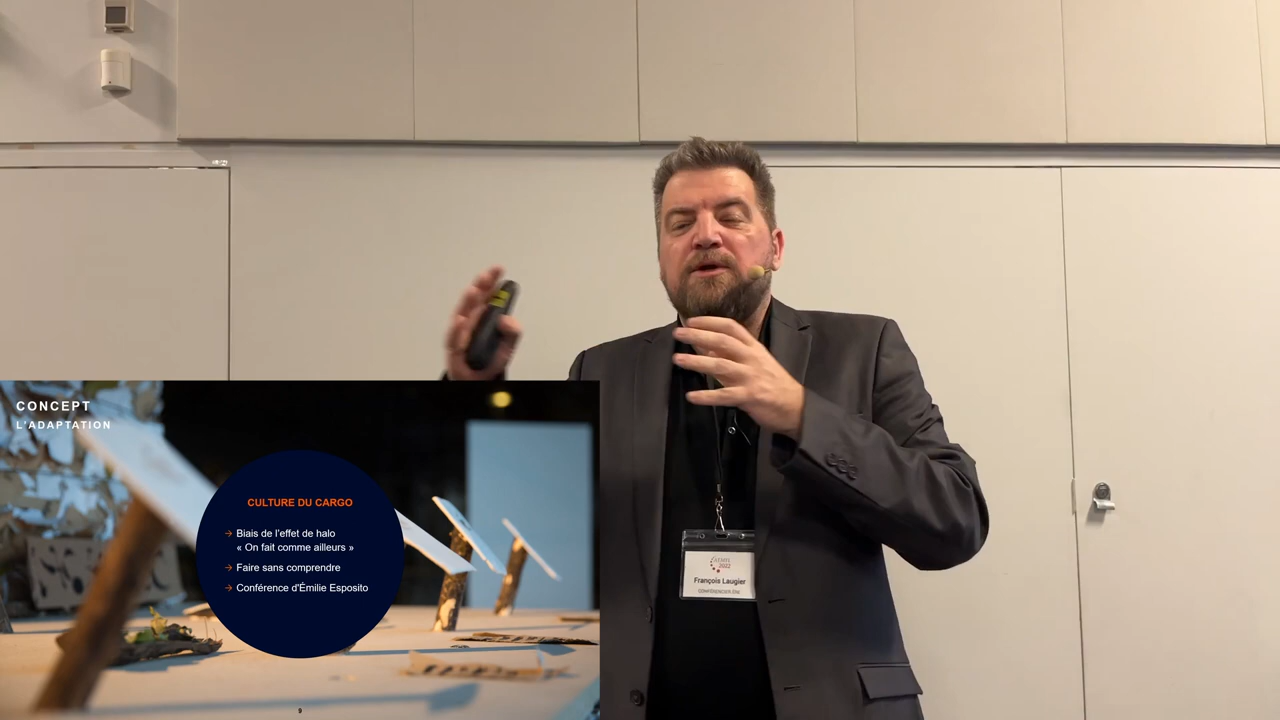 CONCEPT
L'ADAPTATION
CULTURE DU CARGO
→ Biais de l'effet de halo
« On fait comme ailleurs »
→ Faire sans comprendre
→ Conférence d'Émilie Esposito
9
2022
François Laugier